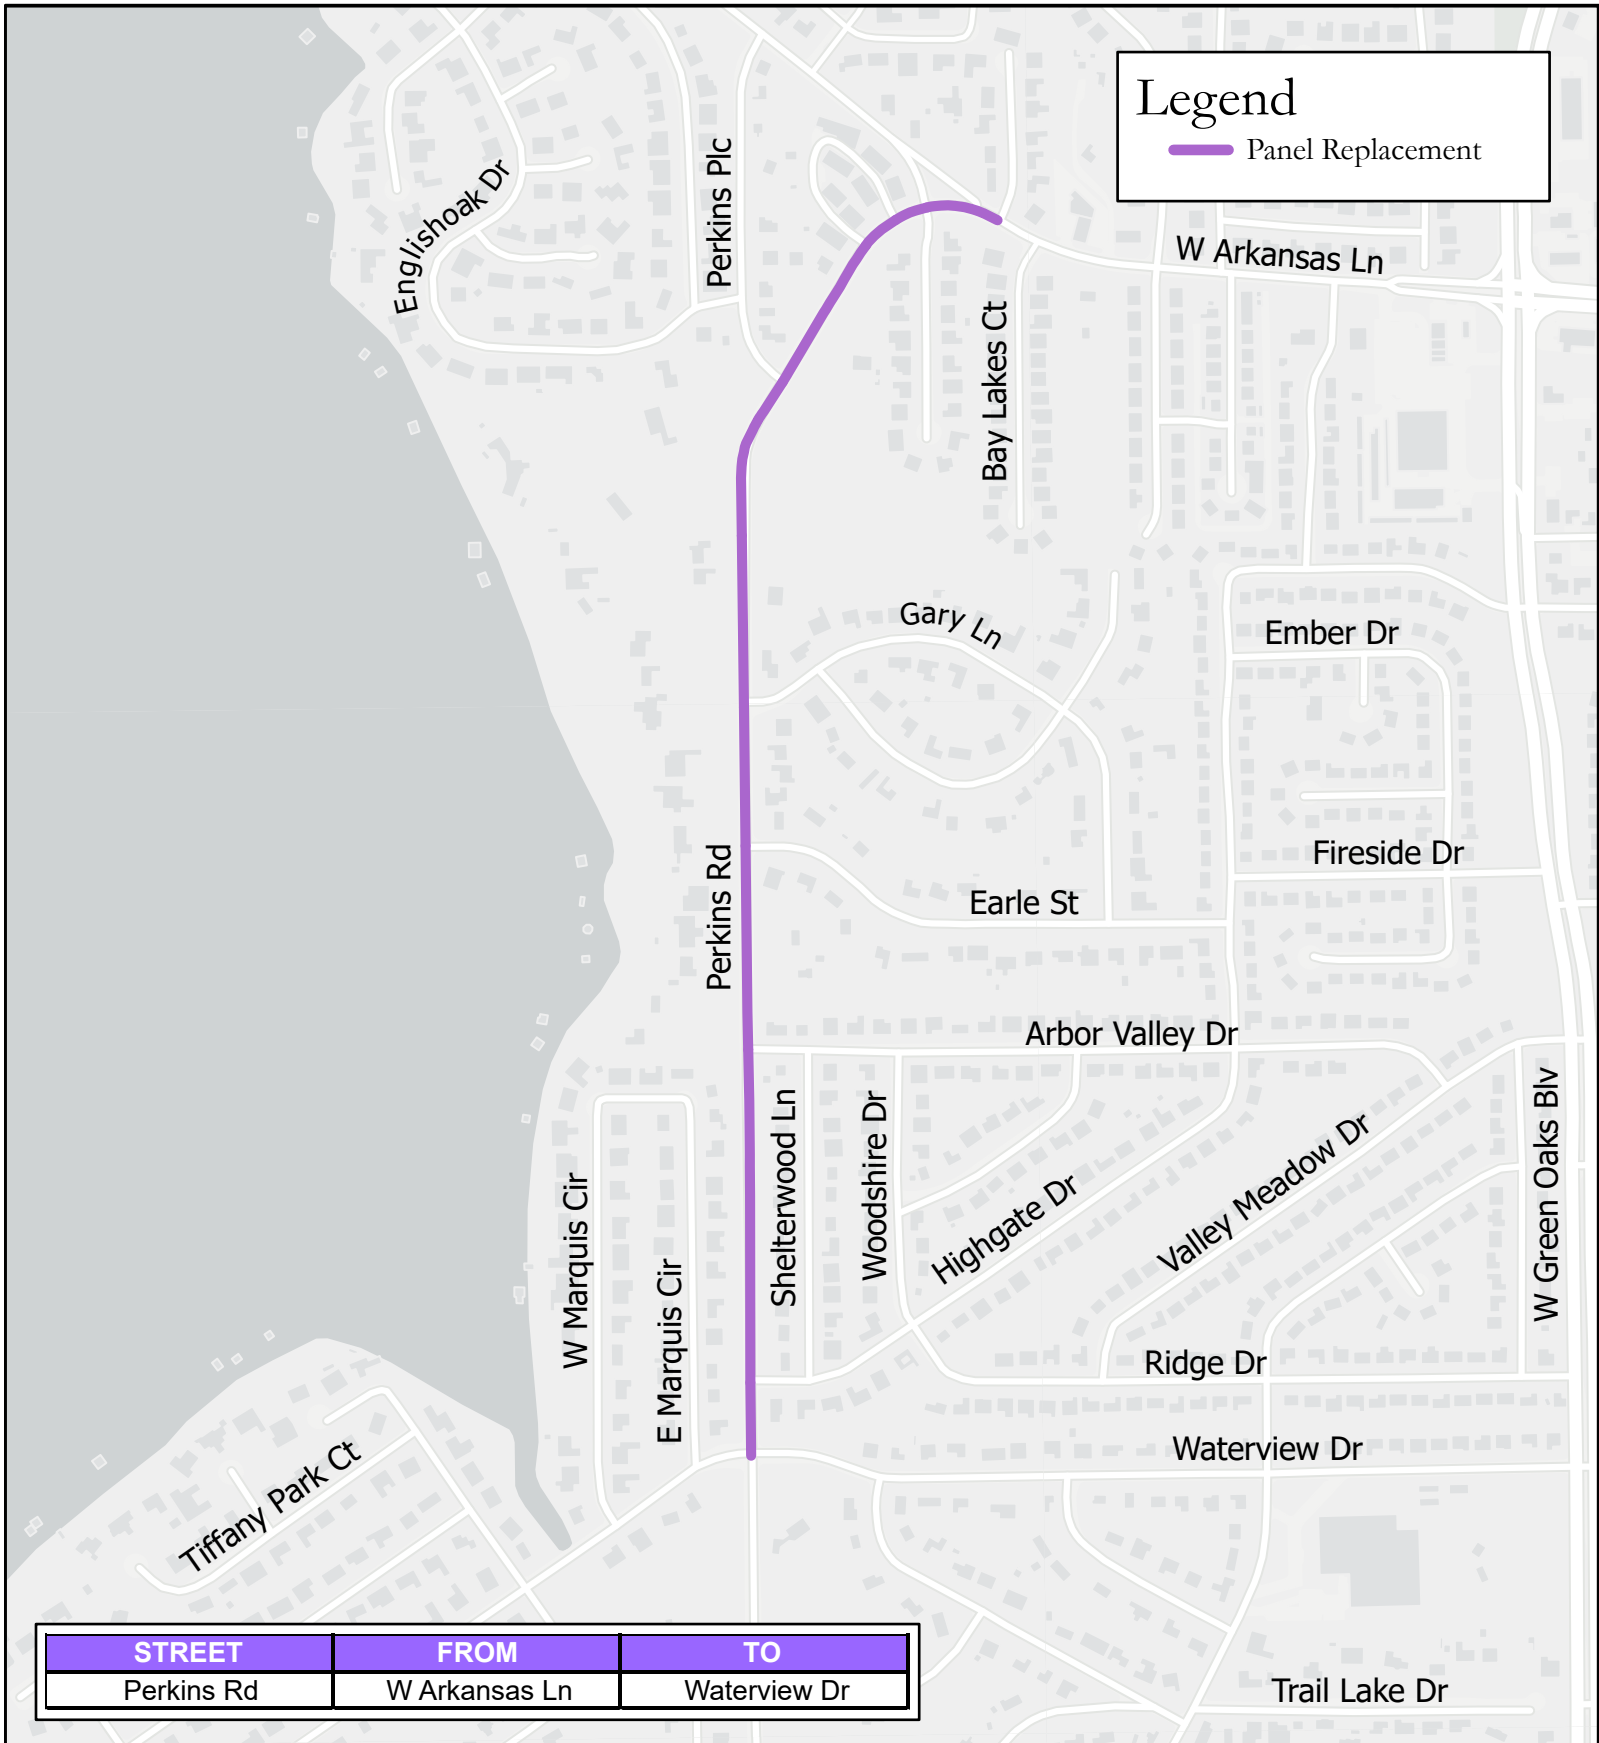 Legend
Panel Replacement
Englishoak Dr
Perkins Plc
W Arkansas Ln
Bay Lakes Ct
Gary Ln
Ember Dr
Perkins Rd
Fireside Dr
Earle St
Arbor Valley Dr
Shelterwood Ln
Woodshire Dr
Highgate Dr
Valley Meadow Dr
W Green Oaks Blv
W Marquis Cir
E Marquis Cir
Ridge Dr
Waterview Dr
Tiffany Park Ct
Trail Lake Dr
STREET FROM TO
Perkins Rd W Arkansas Ln Waterview Dr